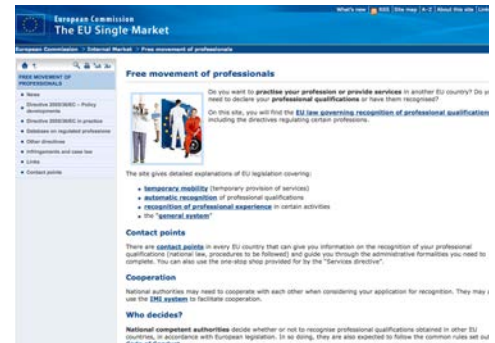 What's new | RSS | Site map | A-Z | About this site | Links
European Commission
The EU Single Market
European Commission > Internal Market > Free movement of professionals
FREE MOVEMENT OF PROFESSIONALS
News
Directive 2005/36/EC – Policy developments
Directive 2005/36/EC in practice
Database on regulated professions
Other directives
Infringements and case law
Links
Contact points
Free movement of professionals
Do you want to practise your profession or provide services in another EU country? Do you
need to declare your professional qualifications or have them recognised?
On this site, you will find the EU law governing recognition of professional qualifications
including the directives regulating certain professions.
The site gives detailed explanations of EU legislation covering:
temporary mobility (temporary provision of services)
automatic recognition of professional qualifications
recognition of professional experience in certain activities
the "general system"
Contact points
There are contact points in every EU country that can give you information on the recognition of your professional
qualifications (national law, procedures to be followed) and guide you through the administrative formalities you need to
complete. You can also use the one-stop shop provided for by the "Services directive".
Cooperation
National authorities may need to cooperate with each other when considering your application for recognition. They may
use the IMI system to facilitate cooperation.
Who decides?
National competent authorities decide whether or not to recognise professional qualifications obtained in other EU
countries, in accordance with European legislation. In so doing, they are also expected to follow the common rules set out
Code of Conduct